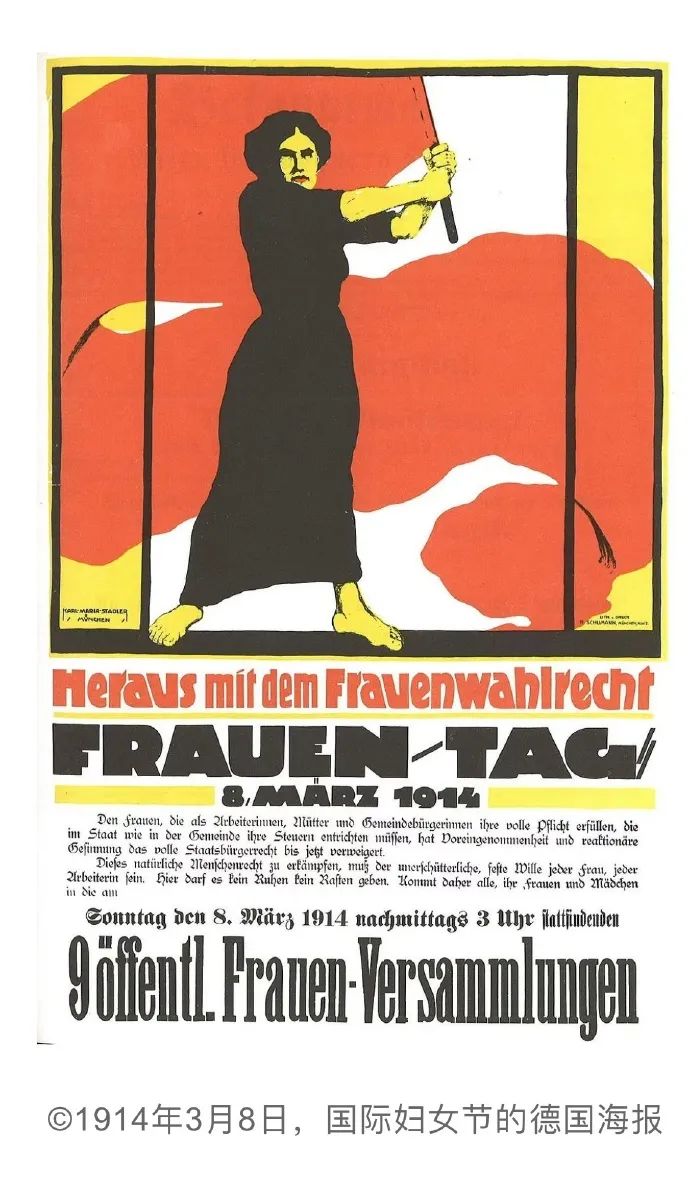 KARL MARIA STADLER
MÜNCHEN
LITH. u. DRUCK
Heraus mit dem Frauenwahlrecht
FRAUEN-TAG
8. MÄRZ 1914
Den Frauen, die als Arbeiterinnen, Mütter und Gemeindebürgerinnen ihre volle Pflicht erfüllen, die
im Staat wie in der Gemeinde ihre Steuern entrichten müssen, hat Voreingenommenheit und reaktionäre
Gesinnung das volle Staatsbürgerrecht bis jetzt verweigert.
Dieses natürliche Menschenrecht zu erkämpfen, muß der unerschütterliche, feste Wille jeder Frau, jeder
Arbeiterin sein. Hier darf es kein Ruhen kein Rasten geben. Kommt daher alle, ihr Frauen und Mädchen
in die am
Sonntag den 8. März 1914 nachmittags 3 Uhr stattfindenden
9 öffentl. Frauen-Versammlungen
©1914年3月8日，国际妇女节的德国海报